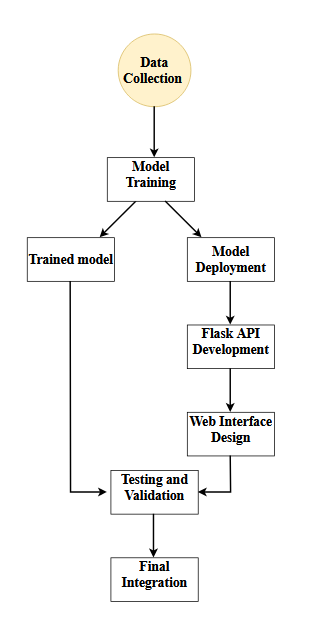 Data
Collection
Model
Training
Trained model
Model
Deployment
Flask API
Development
Web Interface
Design
Testing and
Validation
Final
Integration